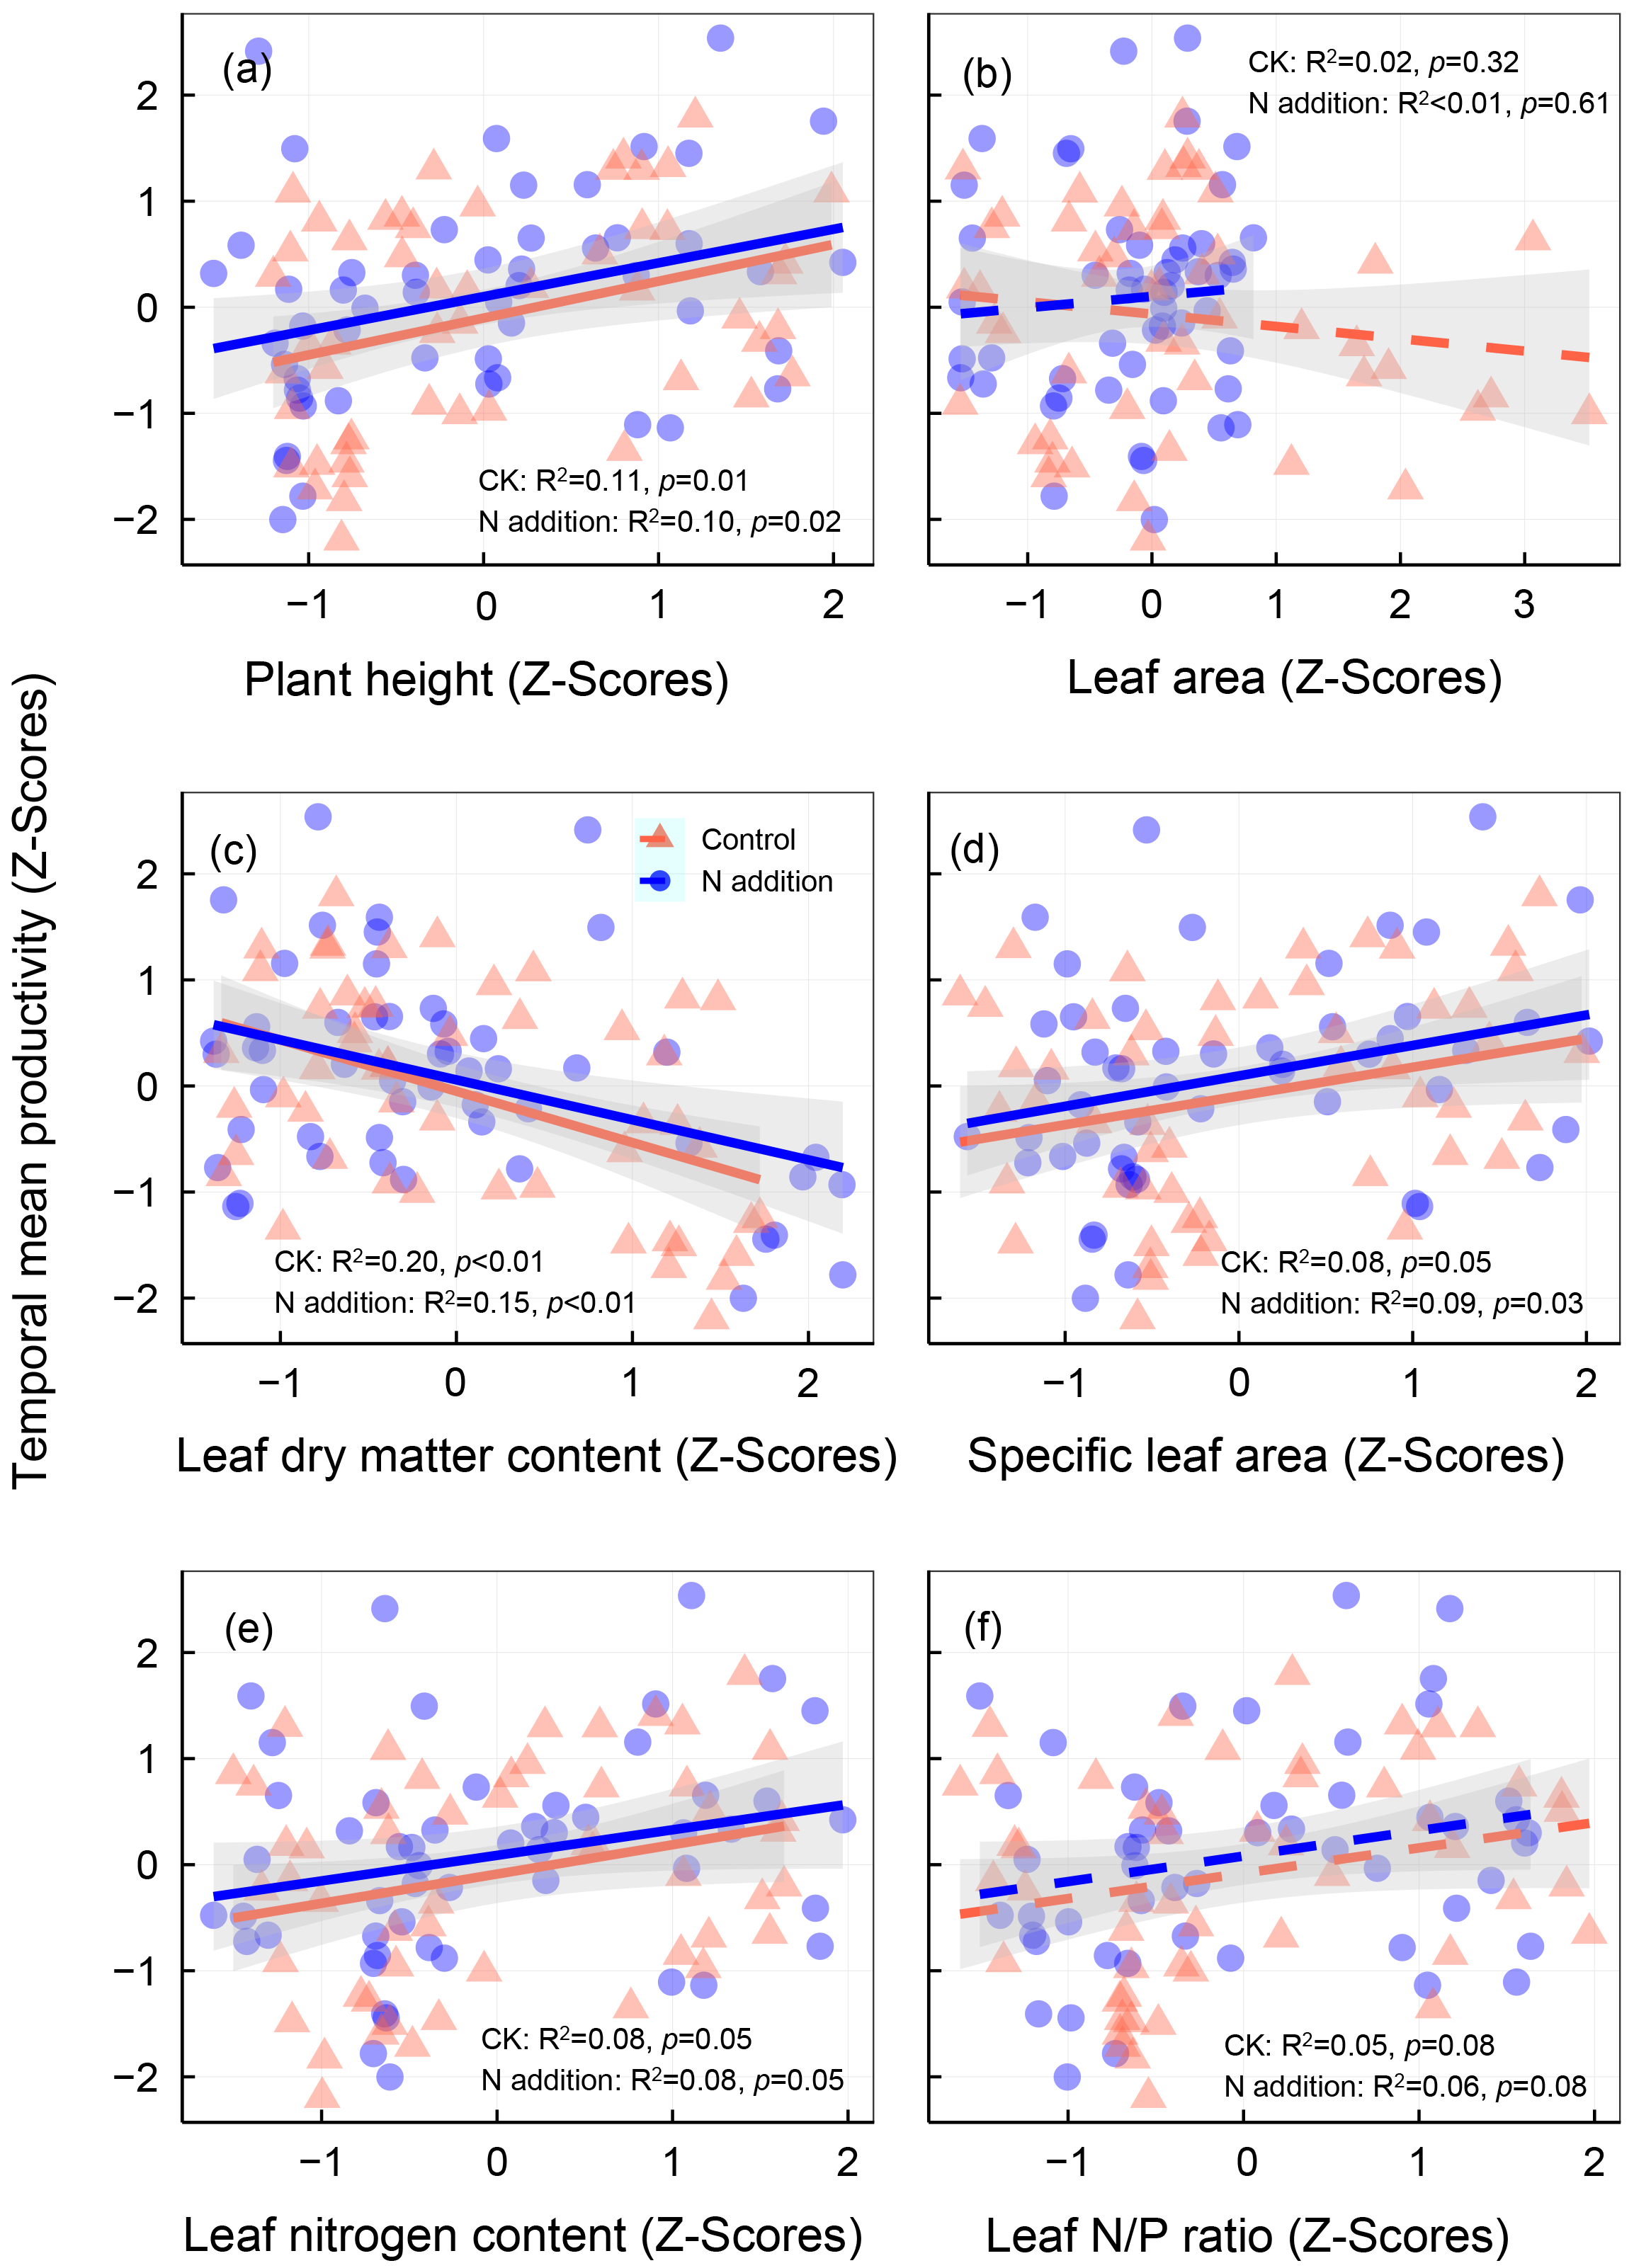 (a)
CK: R²=0.11, p=0.01
N addition: R²=0.10, p=0.02
2
1
0
−1
−2
−1 0 1 2
Plant height (Z-Scores)
(b)
CK: R²=0.02, p=0.32
N addition: R²<0.01, p=0.61
−1 0 1 2 3
Leaf area (Z-Scores)
Temporal mean productivity (Z-Scores)
(c)
Control
N addition
CK: R²=0.20, p<0.01
N addition: R²=0.15, p<0.01
2
1
0
−1
−2
−1 0 1 2
Leaf dry matter content (Z-Scores)
(d)
CK: R²=0.08, p=0.05
N addition: R²=0.09, p=0.03
−1 0 1 2
Specific leaf area (Z-Scores)
(e)
CK: R²=0.08, p=0.05
N addition: R²=0.08, p=0.05
2
1
0
−1
−2
−1 0 1 2
Leaf nitrogen content (Z-Scores)
(f)
CK: R²=0.05, p=0.08
N addition: R²=0.06, p=0.08
−1 0 1 2
Leaf N/P ratio (Z-Scores)